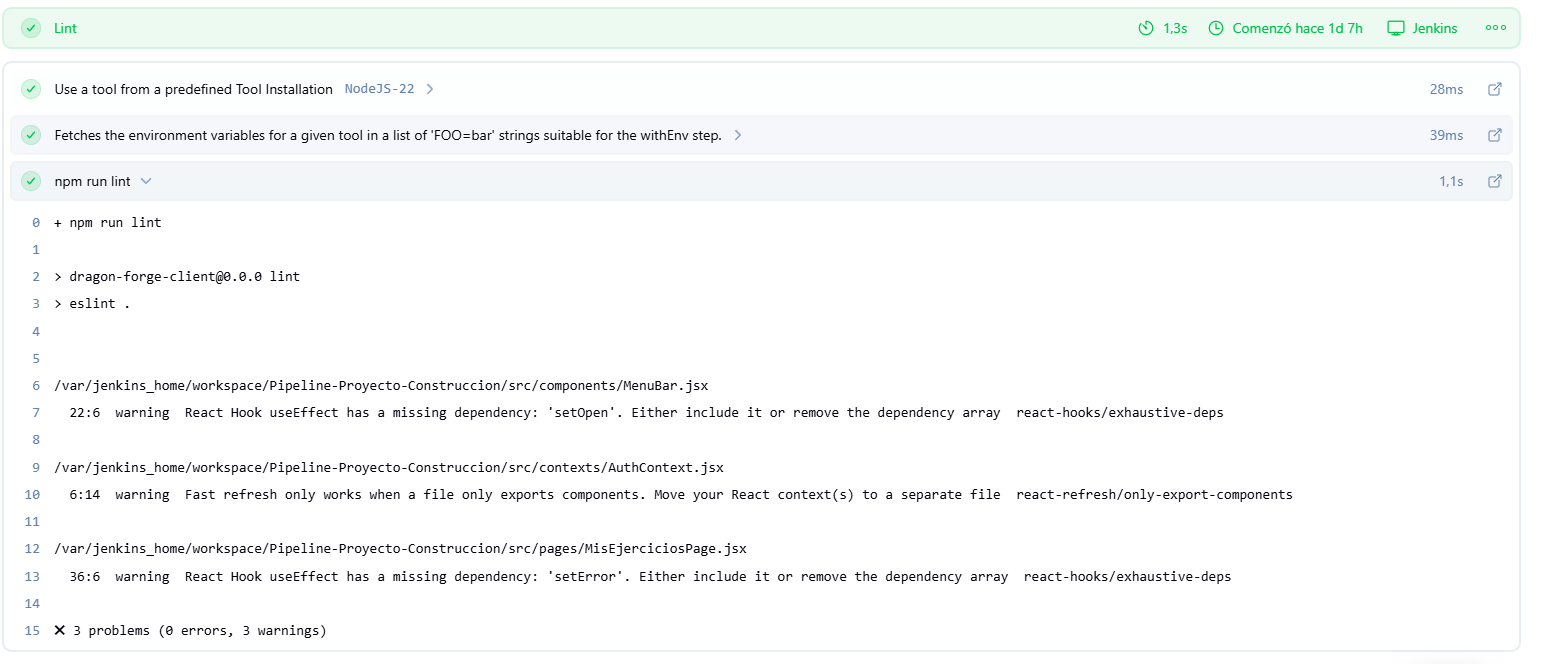 Lint 1,3s Comenzó hace 1d 7h Jenkins
Use a tool from a predefined Tool Installation NodeJS-22 28ms
Fetches the environment variables for a given tool in a list of 'FOO=bar' strings suitable for the withEnv step. 39ms
npm run lint 1,1s
0 + npm run lint
1
2 > dragon-forge-client@0.0.0 lint
3 > eslint .
4
5
6 /var/jenkins_home/workspace/Pipeline-Proyecto-Construccion/src/components/MenuBar.jsx
7 22:6 warning React Hook useEffect has a missing dependency: 'setOpen'. Either include it or remove the dependency array react-hooks/exhaustive-deps
8
9 /var/jenkins_home/workspace/Pipeline-Proyecto-Construccion/src/contexts/AuthContext.jsx
10 6:14 warning Fast refresh only works when a file only exports components. Move your React context(s) to a separate file react-refresh/only-export-components
11
12 /var/jenkins_home/workspace/Pipeline-Proyecto-Construccion/src/pages/MisEjerciciosPage.jsx
13 36:6 warning React Hook useEffect has a missing dependency: 'setError'. Either include it or remove the dependency array react-hooks/exhaustive-deps
14
15 ✕ 3 problems (0 errors, 3 warnings)